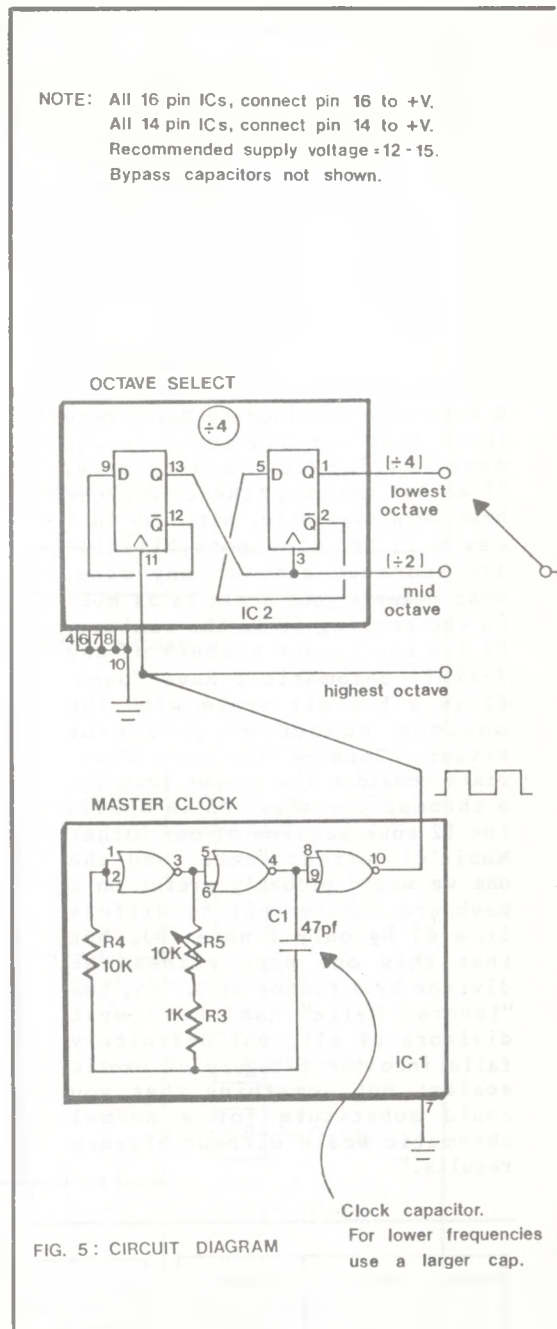 NOTE: All 16 pin ICs, connect pin 16 to +V.
All 14 pin ICs, connect pin 14 to +V.
Recommended supply voltage = 12 - 15.
Bypass capacitors not shown.
OCTAVE SELECT
÷4
9 D Q 13
Q̅ 12
11
5 D Q 1
Q̅ 2
3
IC 2
4 6 7 8
10
[÷4]
lowest
octave
[÷2]
mid
octave
highest octave
MASTER CLOCK
1
2
3
5
6
4
8
9
10
R4
10K
R5
10K
1K R3
C1
47pf
IC 1
7
Clock capacitor.
For lower frequencies
use a larger cap.
FIG. 5 : CIRCUIT DIAGRAM